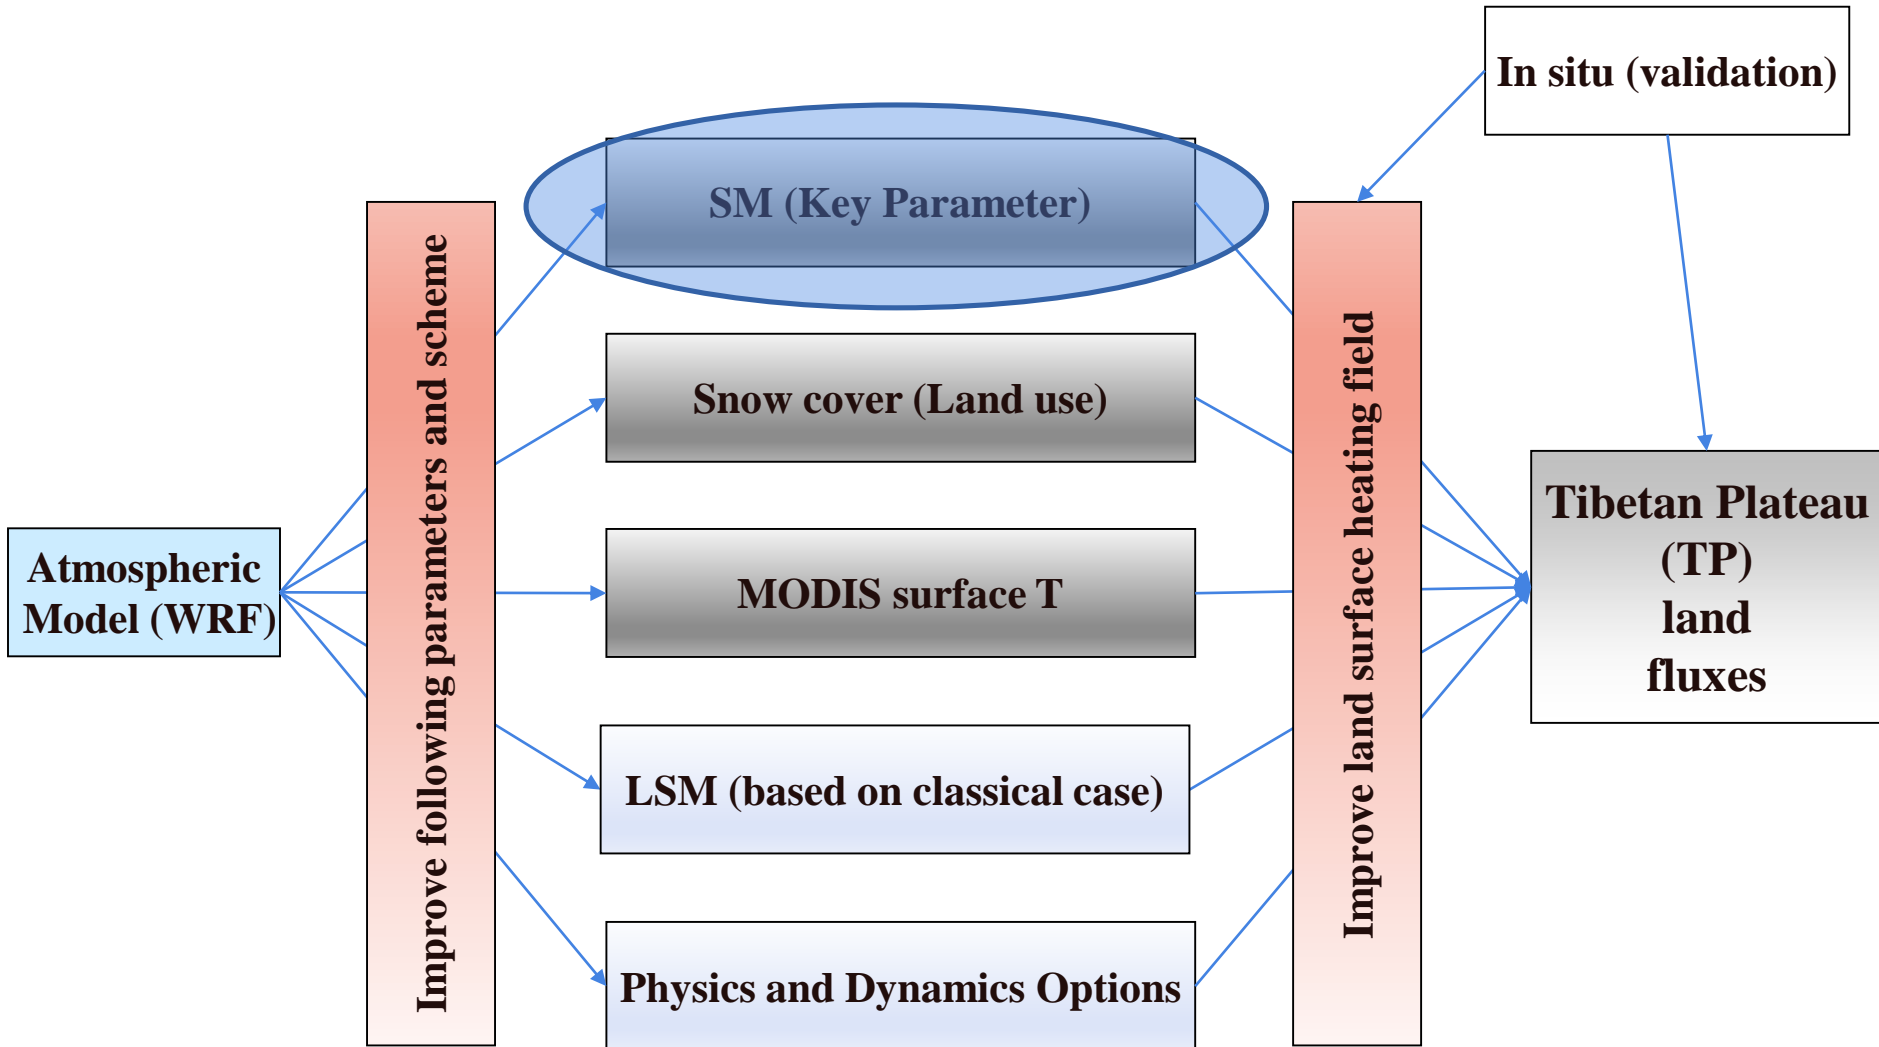 In situ (validation)
SM (Key Parameter)
Improve following parameters and scheme
Improve land surface heating field
Snow cover (Land use)
Atmospheric
Model (WRF)
MODIS surface T
Tibetan Plateau
(TP)
land
fluxes
LSM (based on classical case)
Physics and Dynamics Options